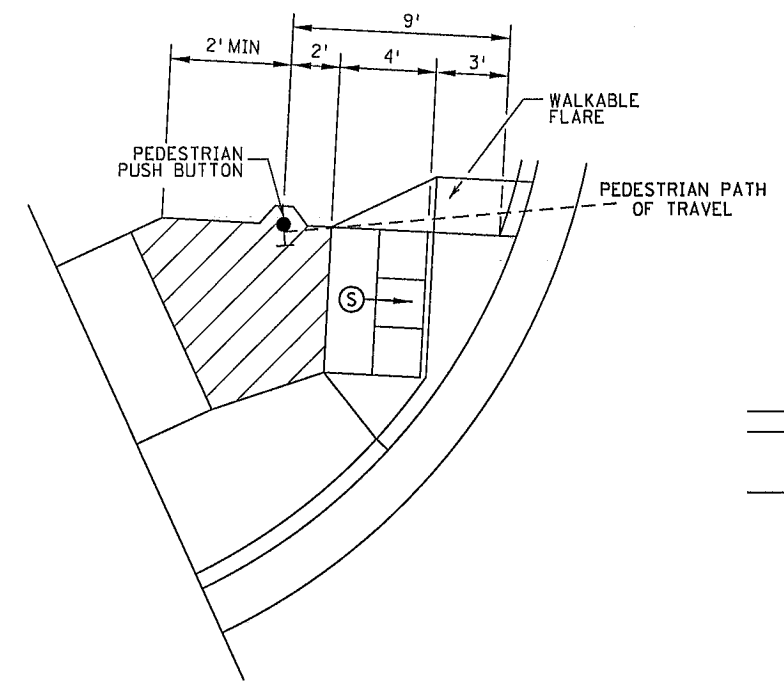 9'
2' MIN
2'
4'
3'
WALKABLE
FLARE
PEDESTRIAN
PUSH BUTTON
PEDESTRIAN PATH
OF TRAVEL
S